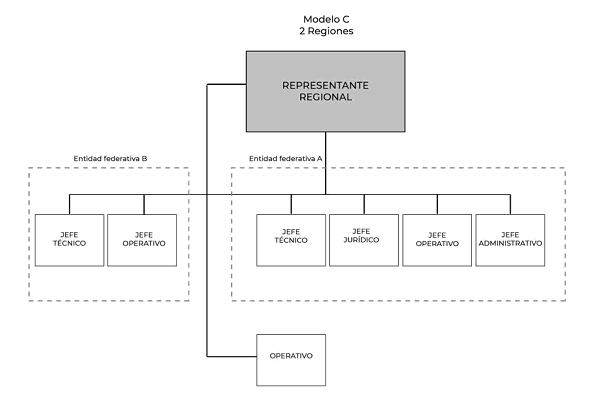 Modelo C
2 Regiones
REPRESENTANTE
REGIONAL
Entidad federativa B
Entidad federativa A
JEFE
TÉCNICO
JEFE
OPERATIVO
JEFE
TÉCNICO
JEFE
JURÍDICO
JEFE
OPERATIVO
JEFE
ADMINISTRATIVO
OPERATIVO